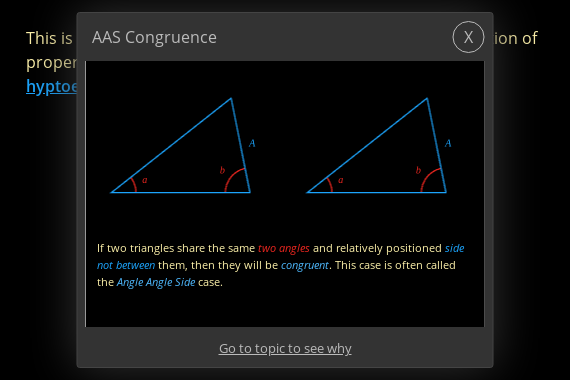 This is
ion of
proper
hyptoe
AAS Congruence
X
A
b
a
A
b
a
If two triangles share the same two angles and relatively positioned side
not between them, then they will be congruent. This case is often called
the Angle Angle Side case.
Go to topic to see why